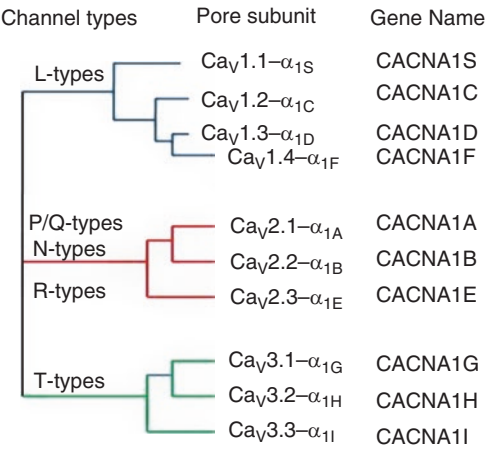 Channel types Pore subunit Gene Name
L-types
Caᵥ1.1–α₁S CACNA1S
Caᵥ1.2–α₁C CACNA1C
Caᵥ1.3–α₁D CACNA1D
Caᵥ1.4–α₁F CACNA1F
P/Q-types
Caᵥ2.1–α₁A CACNA1A
N-types
Caᵥ2.2–α₁B CACNA1B
R-types
Caᵥ2.3–α₁E CACNA1E
Caᵥ3.1–α₁G CACNA1G
T-types
Caᵥ3.2–α₁H CACNA1H
Caᵥ3.3–α₁I CACNA1I